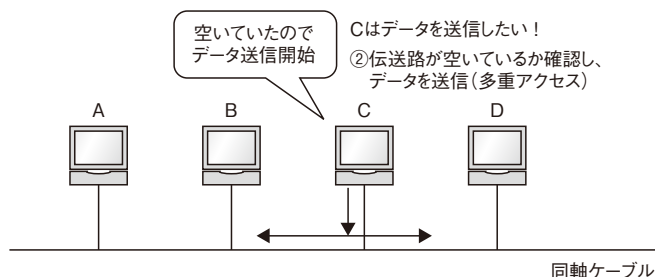 空いていたので
データ送信開始
Cはデータを送信したい！
②伝送路が空いているか確認し、
データを送信（多重アクセス）
A
B
C
D
同軸ケーブル